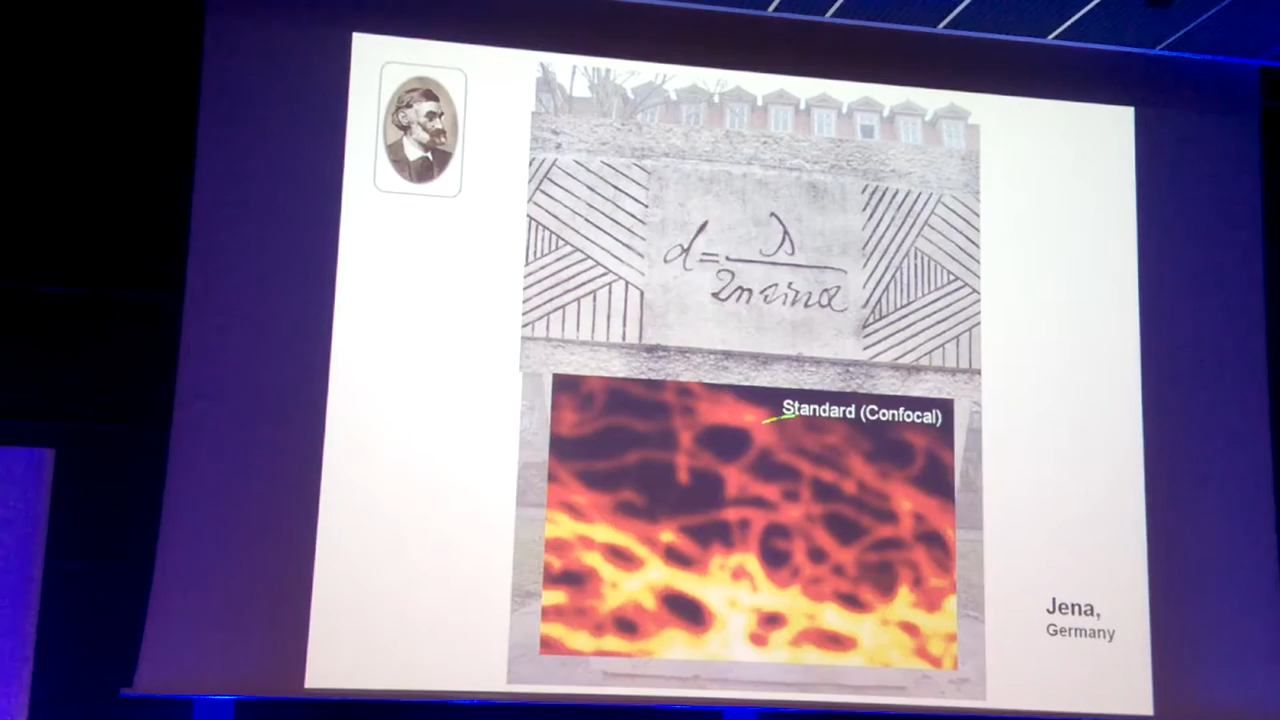 d = λ / 2n sin α
Standard (Confocal)
Jena,
Germany